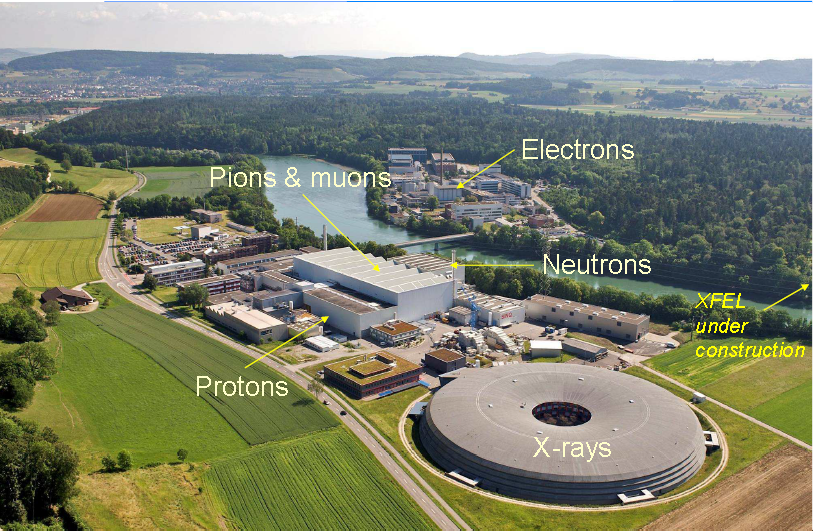 Electrons
Pions & muons
Neutrons
XFEL
under
construction
Protons
X-rays